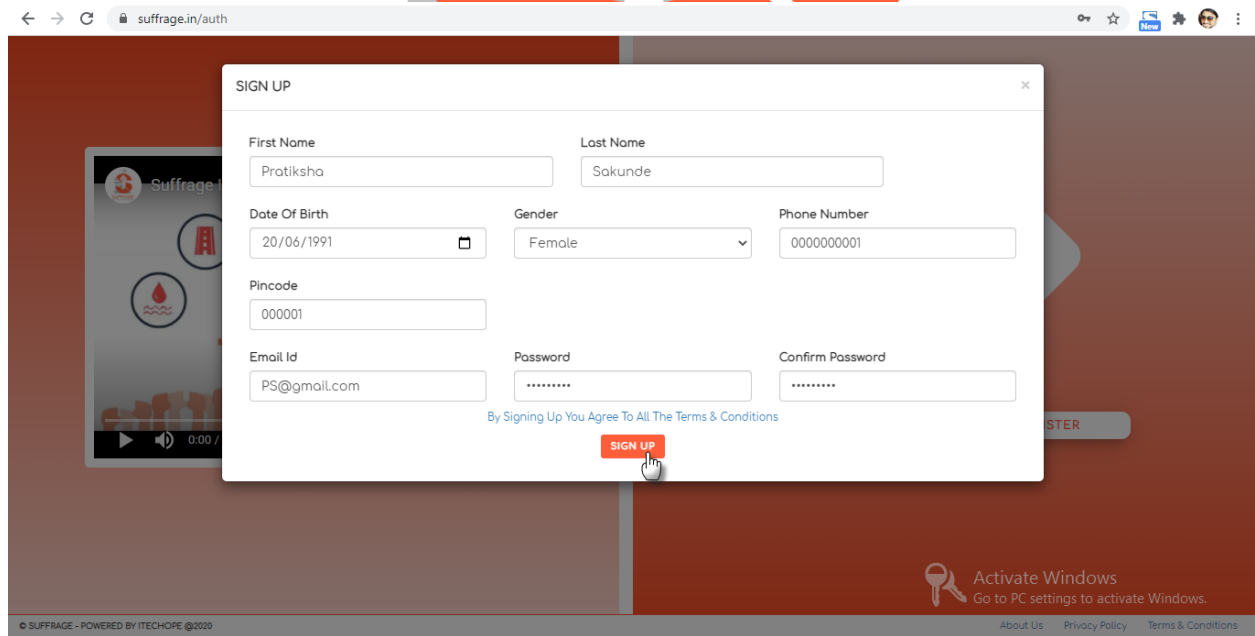 suffrage.in/auth
New
SIGN UP
×
First Name Last Name
Pratiksha Sakunde
Suffrage
Date Of Birth Gender Phone Number
20/06/1991 Female 0000000001
Pincode
000001
Email Id Password Confirm Password
PS@gmail.com ••••••••• •••••••••
By Signing Up You Agree To All The Terms & Conditions
STER
0:00 /
SIGN UP
Activate Windows
Go to PC settings to activate Windows.
© SUFFRAGE - POWERED BY ITECHOPE @2020 About Us Privacy Policy Terms & Conditions